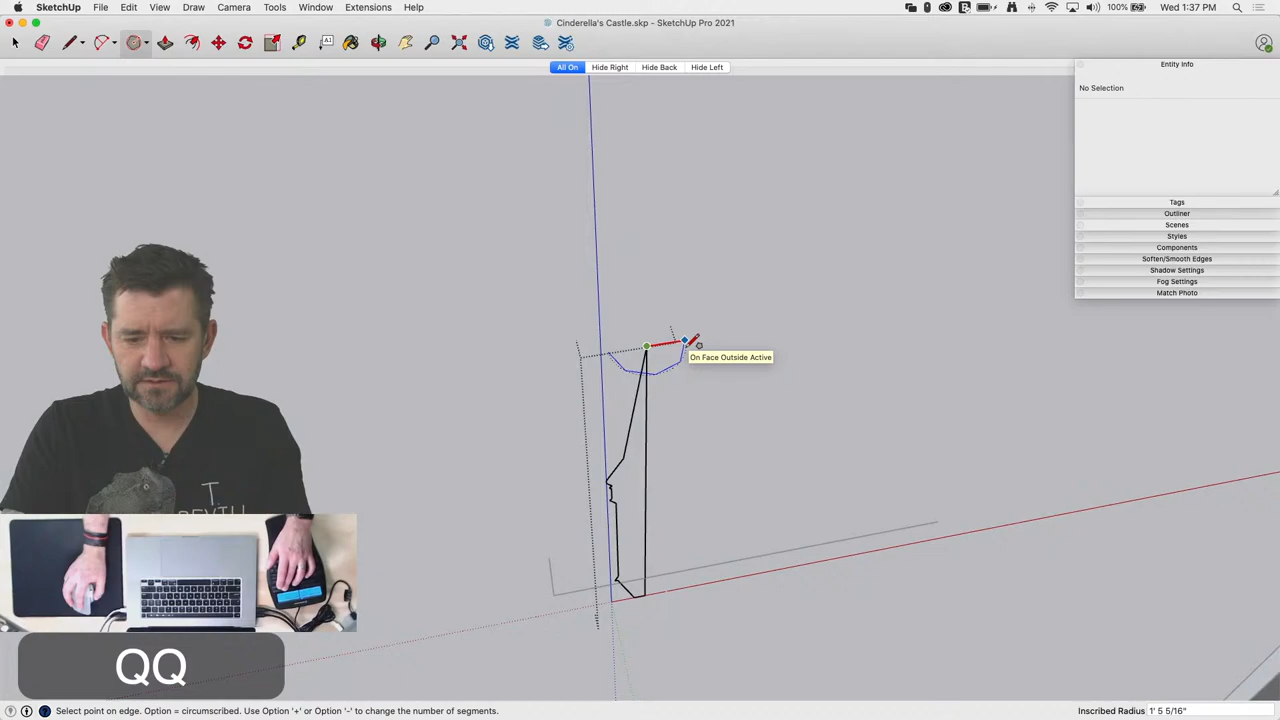 SketchUp File Edit View Draw Camera Tools Window Extensions Help
100% Wed 1:37 PM
Cinderella's Castle.skp - SketchUp Pro 2021
A1
All On Hide Right Hide Back Hide Left
Entity Info
No Selection
Tags
Outliner
Scenes
Styles
Components
Soften/Smooth Edges
Shadow Settings
Fog Settings
Match Photo
On Face Outside Active
QQ
Select point on edge. Option = circumscribed. Use Option '+' or Option '-' to change the number of segments.
Inscribed Radius 1' 5 5/16"